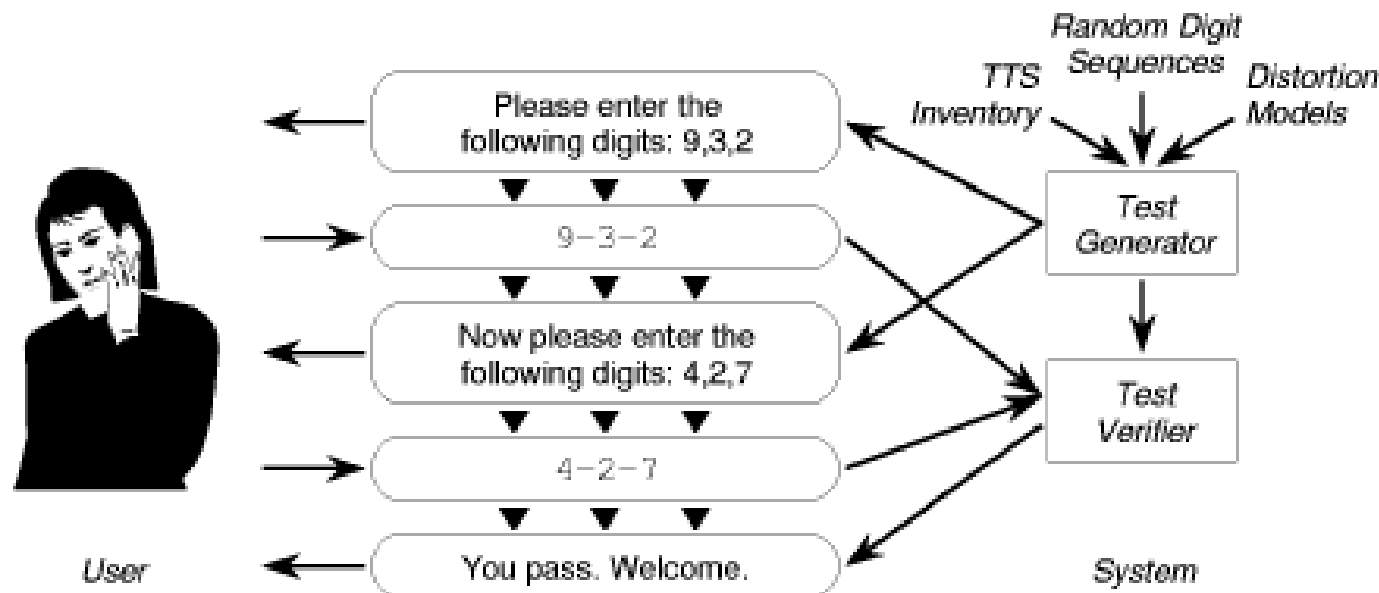 Random Digit
Sequences
TTS
Inventory
Distortion
Models
Please enter the
following digits: 9,3,2
Test
Generator
9-3-2
Now please enter the
following digits: 4,2,7
Test
Verifier
4-2-7
You pass. Welcome.
User
System